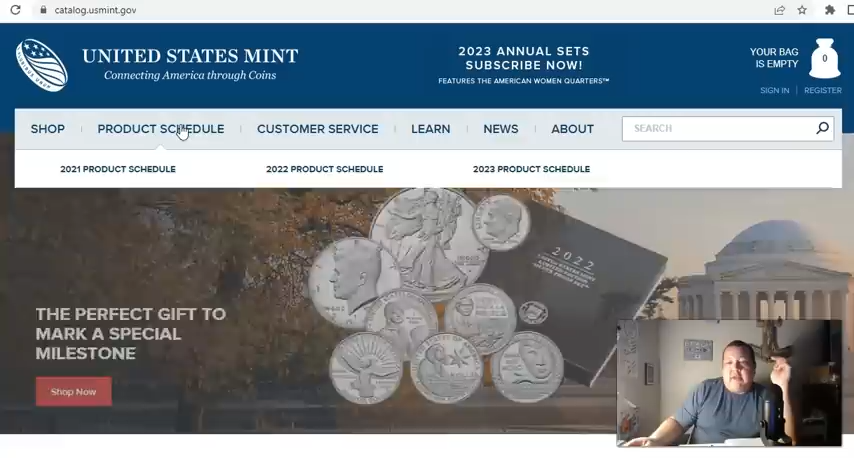 catalog.usmint.gov
UNITED STATES MINT
Connecting America through Coins
2023 ANNUAL SETS
SUBSCRIBE NOW!
FEATURES THE AMERICAN WOMEN QUARTERS™
YOUR BAG
IS EMPTY
0
SIGN IN | REGISTER
SHOP
PRODUCT SCHEDULE
CUSTOMER SERVICE
LEARN
NEWS
ABOUT
SEARCH
2021 PRODUCT SCHEDULE
2022 PRODUCT SCHEDULE
2023 PRODUCT SCHEDULE
2022
THE PERFECT GIFT TO
MARK A SPECIAL
MILESTONE
Shop Now